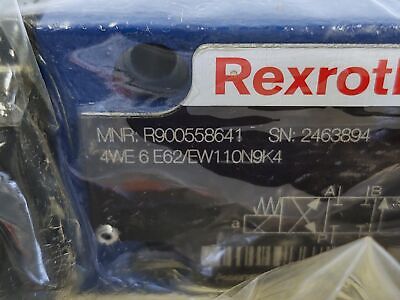 Rexroth
MNR: R900558641 SN: 2463894
4WE 6 E62/EW110N9K4
A B
a